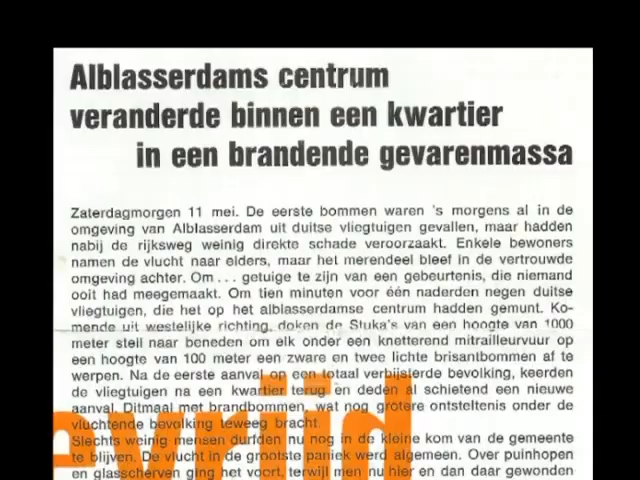 Alblasserdams centrum
veranderde binnen een kwartier
in een brandende gevarenmassa
Zaterdagmorgen 11 mei. De eerste bommen waren 's morgens al in de
omgeving van Alblasserdam uit duitse vliegtuigen gevallen, maar hadden
nabij de rijksweg weinig direkte schade veroorzaakt. Enkele bewoners
namen de vlucht naar elders, maar het merendeel bleef in de vertrouwde
omgeving achter. Om ... getuige te zijn van een gebeurtenis, die niemand
ooit had meegemaakt. Om tien minuten voor één naderden negen duitse
vliegtuigen, die het op het alblasserdamse centrum hadden gemunt. Ko-
mende uit westelijke richting, doken de Stuka's van een hoogte van 1000
meter steil naar beneden om elk onder een knetterend mitrailleurvuur op
een hoogte van 100 meter een zware en twee lichte brisantbommen af te
werpen. Na de eerste aanval op een totaal verbijsterde bevolking, keerden
de vliegtuigen na een kwartier terug en deden al schietend een nieuwe
aanval. Ditmaal met brandbommen, wat nog grotere ontsteltenis onder de
vluchtende bevolking teweeg bracht.
Slechts weinig mensen durfden nu nog in de kleine kom van de gemeente
te blijven. De vlucht in de grootste paniek werd algemeen. Over puinhopen
en glasscherven ging het voort, terwijl men nu hier en dan daar gewonden
evrijd